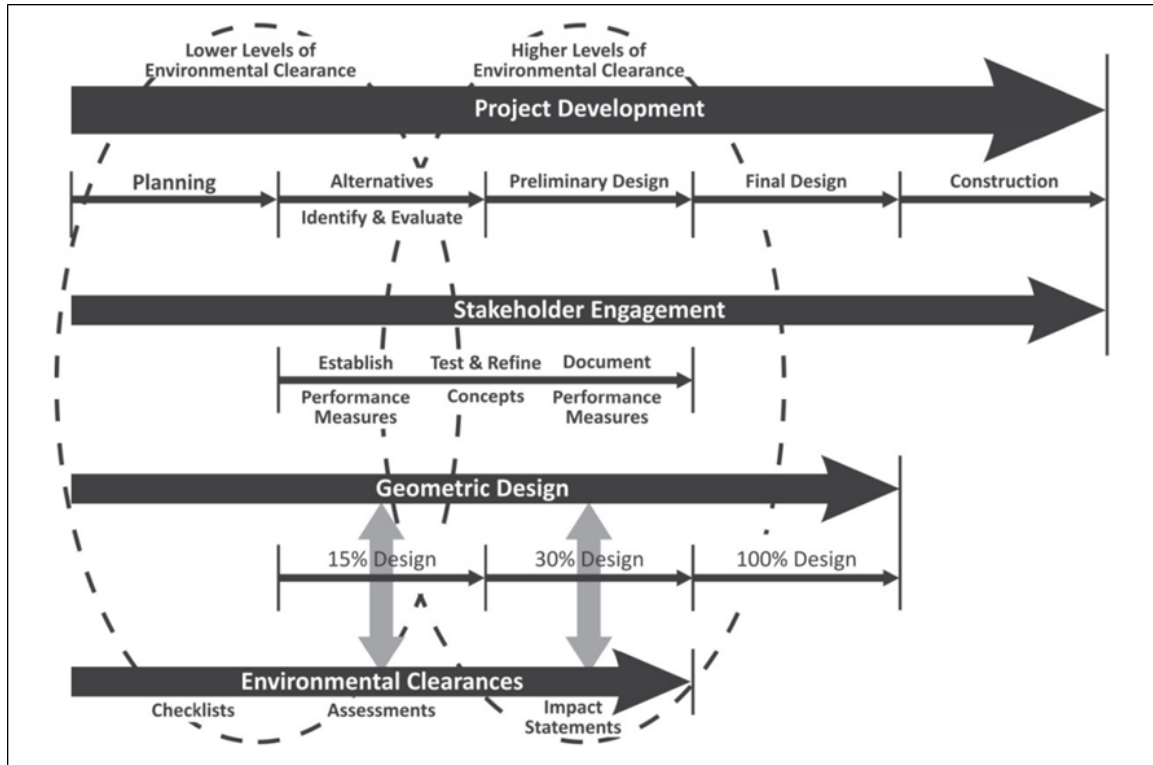 Lower Levels of
Environmental Clearance
Higher Levels of
Environmental Clearance
Project Development
Planning
Alternatives
Identify & Evaluate
Preliminary Design
Final Design
Construction
Stakeholder Engagement
Establish
Performance
Measures
Test & Refine
Concepts
Document
Performance
Measures
Geometric Design
15% Design
30% Design
100% Design
Environmental Clearances
Checklists
Assessments
Impact
Statements